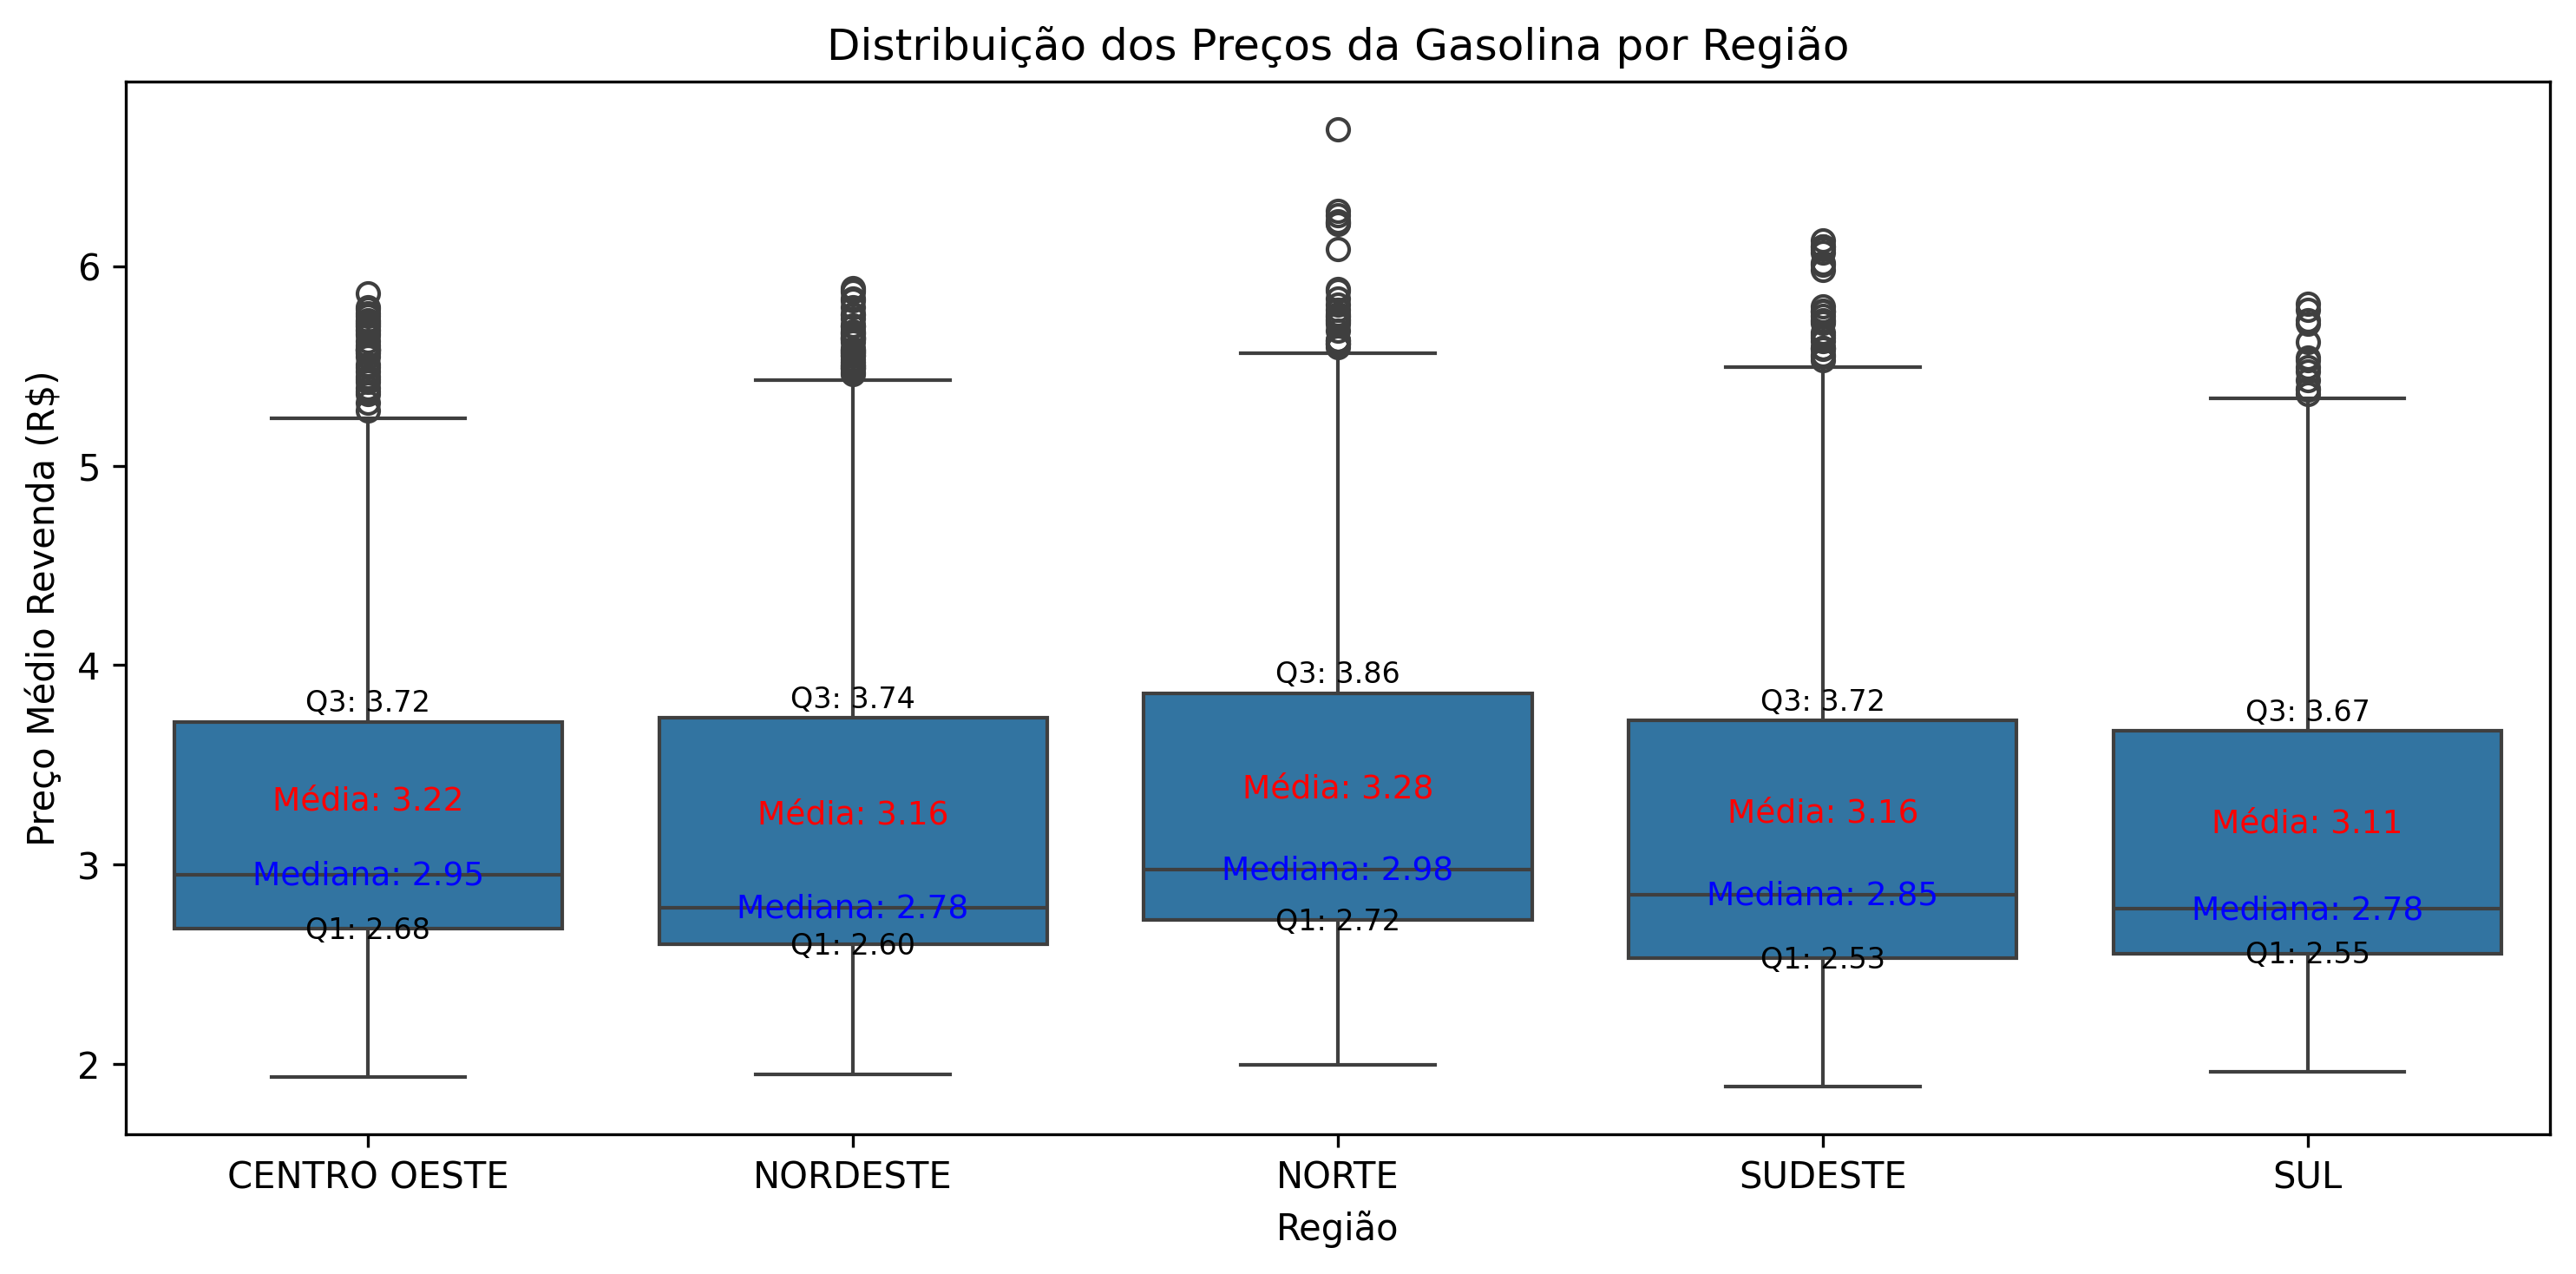 Distribuição dos Preços da Gasolina por Região
Preço Médio Revenda (R$)
6
5
4
3
2
Q3: 3.72
Média: 3.22
Mediana: 2.95
Q1: 2.68
Q3: 3.74
Média: 3.16
Mediana: 2.78
Q1: 2.60
Q3: 3.86
Média: 3.28
Mediana: 2.98
Q1: 2.72
Q3: 3.72
Média: 3.16
Mediana: 2.85
Q1: 2.53
Q3: 3.67
Média: 3.11
Mediana: 2.78
Q1: 2.55
CENTRO OESTE
NORDESTE
NORTE
SUDESTE
SUL
Região